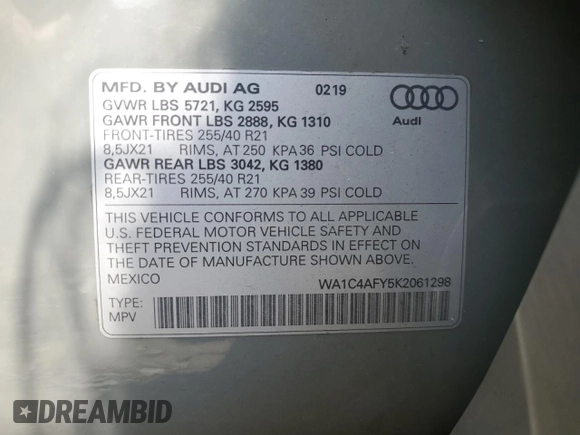 MFD. BY AUDI AG 0219
GVWR LBS 5721, KG 2595
GAWR FRONT LBS 2888, KG 1310
FRONT-TIRES 255/40 R21
8,5JX21 RIMS, AT 250 KPA 36 PSI COLD
GAWR REAR LBS 3042, KG 1380
REAR-TIRES 255/40 R21
8,5JX21 RIMS, AT 270 KPA 39 PSI COLD
Audi
THIS VEHICLE CONFORMS TO ALL APPLICABLE
U.S. FEDERAL MOTOR VEHICLE SAFETY AND
THEFT PREVENTION STANDARDS IN EFFECT ON
THE DATE OF MANUFACTURE SHOWN ABOVE.
MEXICO WA1C4AFY5K2061298
TYPE:
MPV
DREAMBID